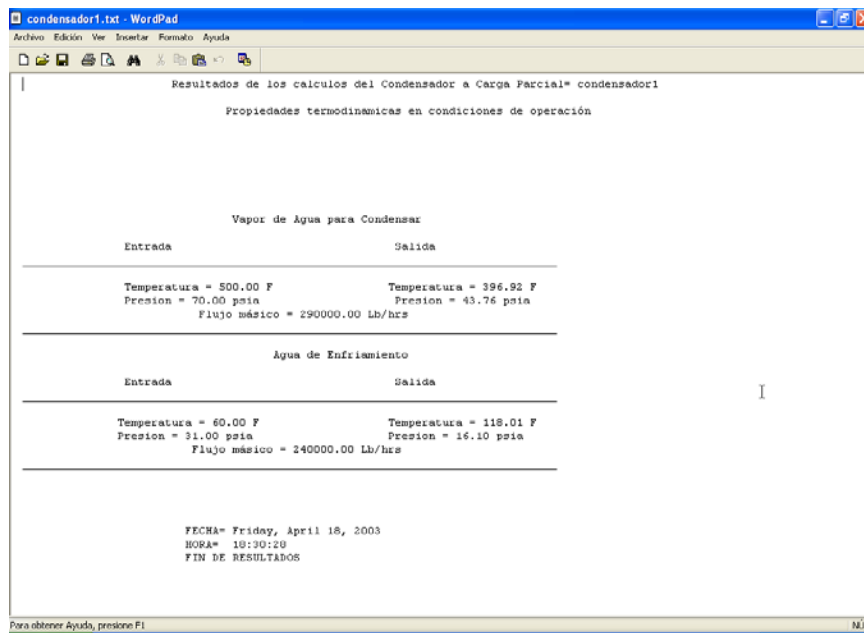 condensador1.txt - WordPad
Archivo Edición Ver Insertar Formato Ayuda
Resultados de los calculos del Condensador a Carga Parcial= condensador1
Propiedades termodinamicas en condiciones de operación
Vapor de Agua para Condensar
Entrada Salida
Temperatura = 500.00 F Temperatura = 396.92 F
Presion = 70.00 psia Presion = 43.76 psia
Flujo másico = 290000.00 Lb/hrs
Agua de Enfriamiento
Entrada Salida
Temperatura = 60.00 F Temperatura = 118.01 F
Presion = 31.00 psia Presion = 16.10 psia
Flujo másico = 240000.00 Lb/hrs
FECHA= Friday, April 18, 2003
HORA= 18:30:28
FIN DE RESULTADOS
Para obtener Ayuda, presione F1